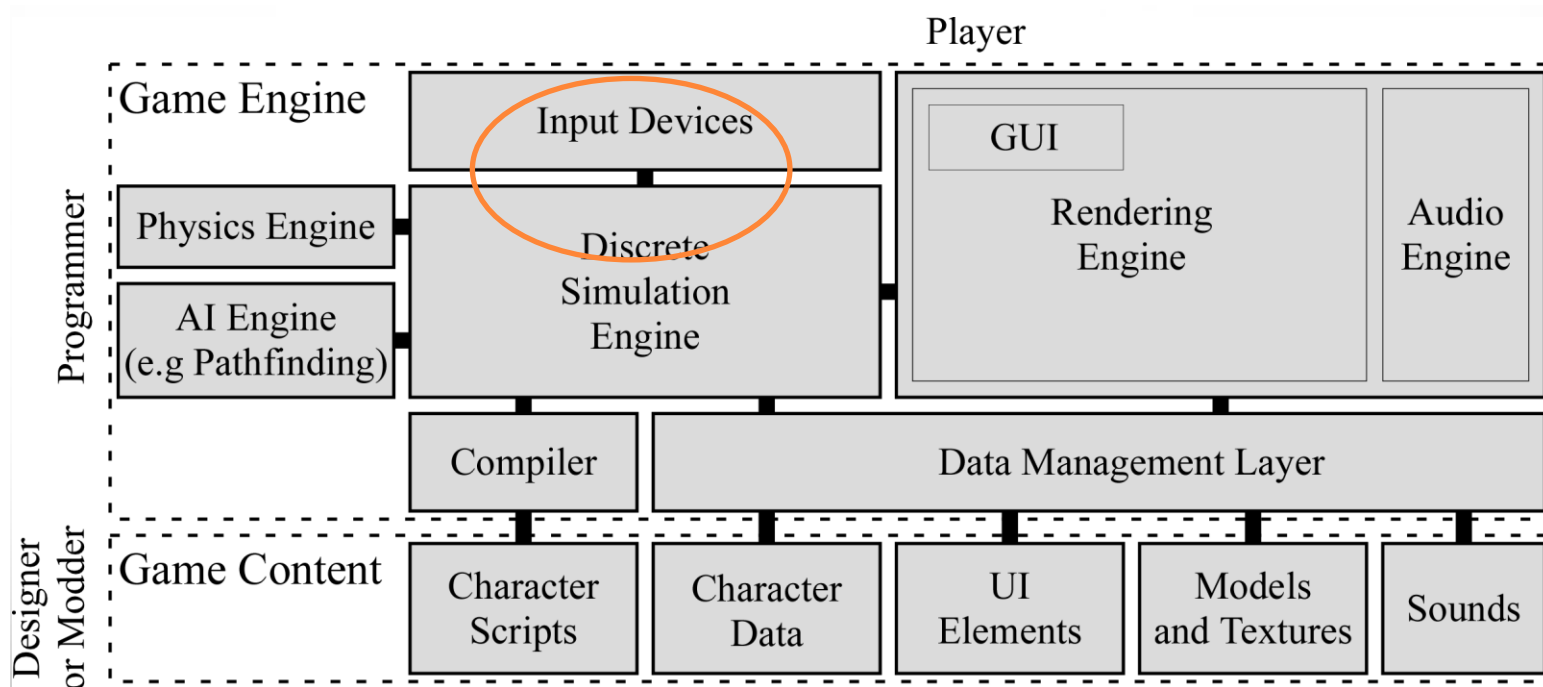 Player
Game Engine
Input Devices
GUI
Rendering
Engine
Audio
Engine
Programmer
Physics Engine
Discrete
Simulation
Engine
AI Engine
(e.g Pathfinding)
Compiler
Data Management Layer
Designer
or Modder
Game Content
Character
Scripts
Character
Data
UI
Elements
Models
and Textures
Sounds